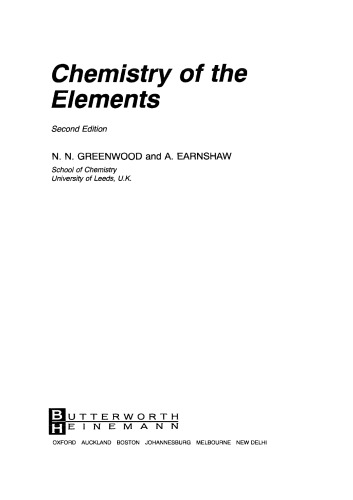 Chemistry of the
Elements
Second Edition
N. N. GREENWOOD and A. EARNSHAW
School of Chemistry
University of Leeds, U.K.
BUTTERWORTH
HEINEMANN
OXFORD AUCKLAND BOSTON JOHANNESBURG MELBOURNE NEW DELHI